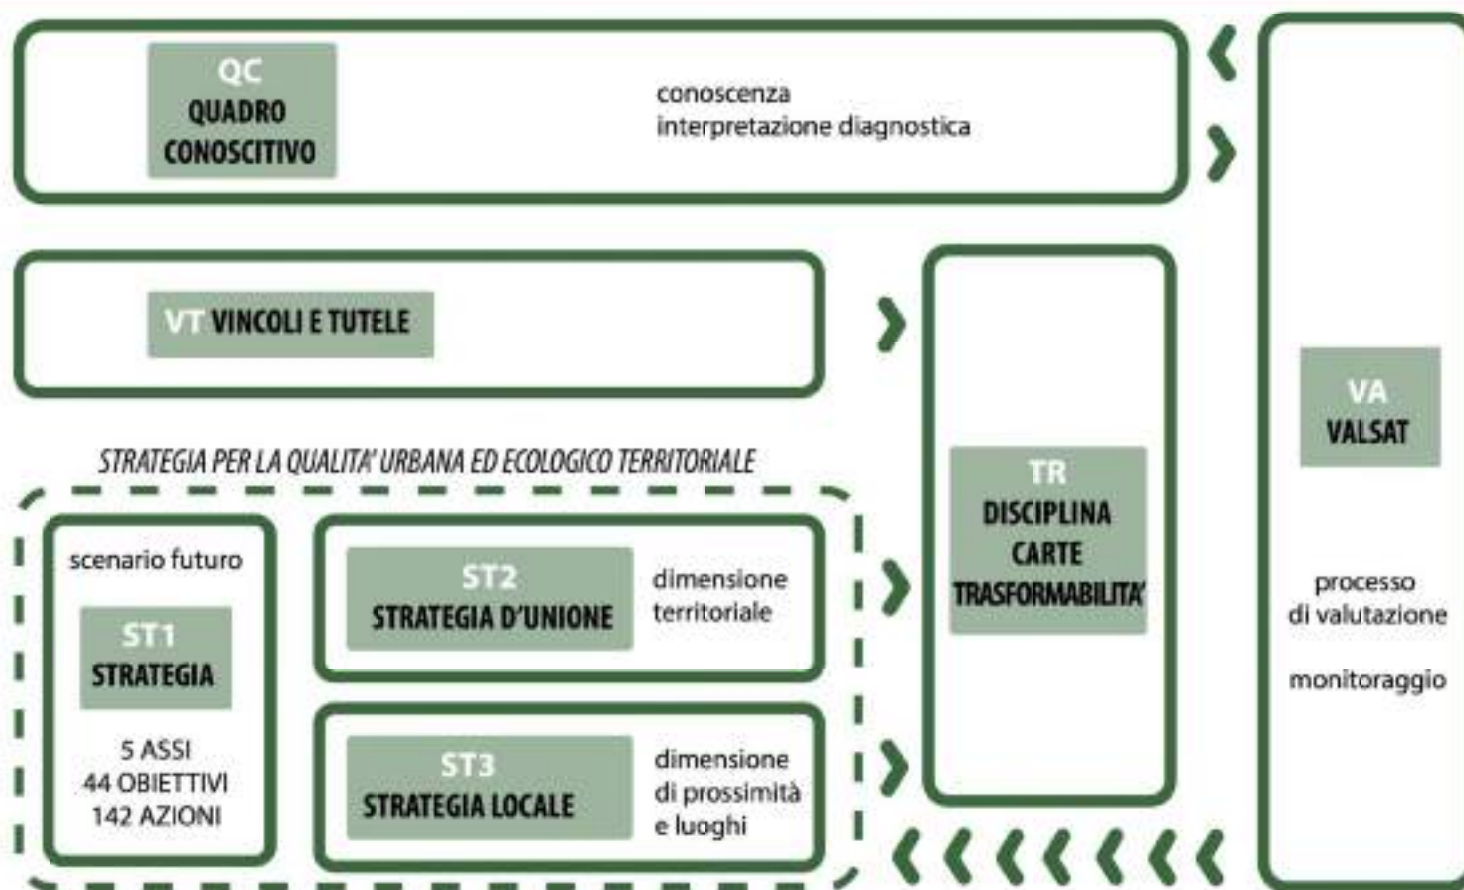 QC
QUADRO
CONOSCITIVO
conoscenza
interpretazione diagnostica
VT VINCOLI E TUTELE
STRATEGIA PER LA QUALITA' URBANA ED ECOLOGICO TERRITORIALE
scenario futuro
ST1
STRATEGIA
5 ASSI
44 OBIETTIVI
142 AZIONI
ST2
STRATEGIA D'UNIONE
dimensione
territoriale
ST3
STRATEGIA LOCALE
dimensione
di prossimità
e luoghi
TR
DISCIPLINA
CARTE
TRASFORMABILITA'
VA
VALSAT
processo
di valutazione
monitoraggio